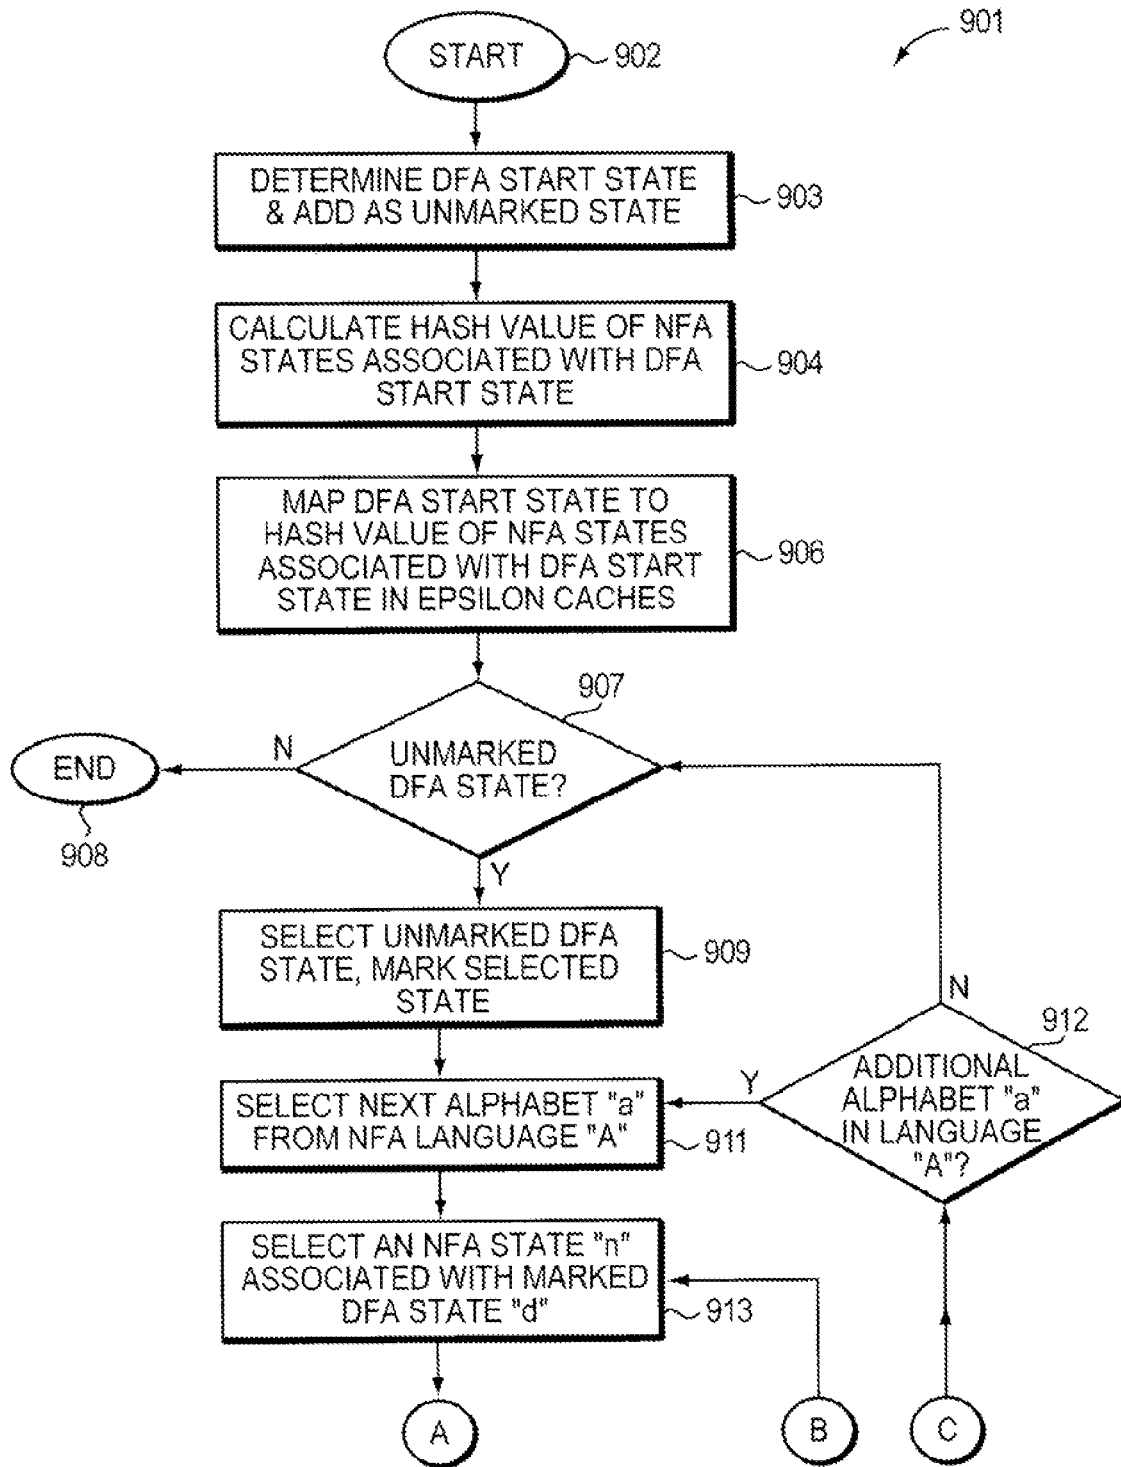 901
START
902
DETERMINE DFA START STATE
& ADD AS UNMARKED STATE
903
CALCULATE HASH VALUE OF NFA
STATES ASSOCIATED WITH DFA
START STATE
904
MAP DFA START STATE TO
HASH VALUE OF NFA STATES
ASSOCIATED WITH DFA START
STATE IN EPSILON CACHES
906
907
UNMARKED
DFA STATE?
N
END
908
Y
SELECT UNMARKED DFA
STATE, MARK SELECTED
STATE
909
N
912
ADDITIONAL
ALPHABET "a"
IN LANGUAGE
"A"?
Y
SELECT NEXT ALPHABET "a"
FROM NFA LANGUAGE "A"
911
SELECT AN NFA STATE "n"
ASSOCIATED WITH MARKED
DFA STATE "d"
913
A
B
C